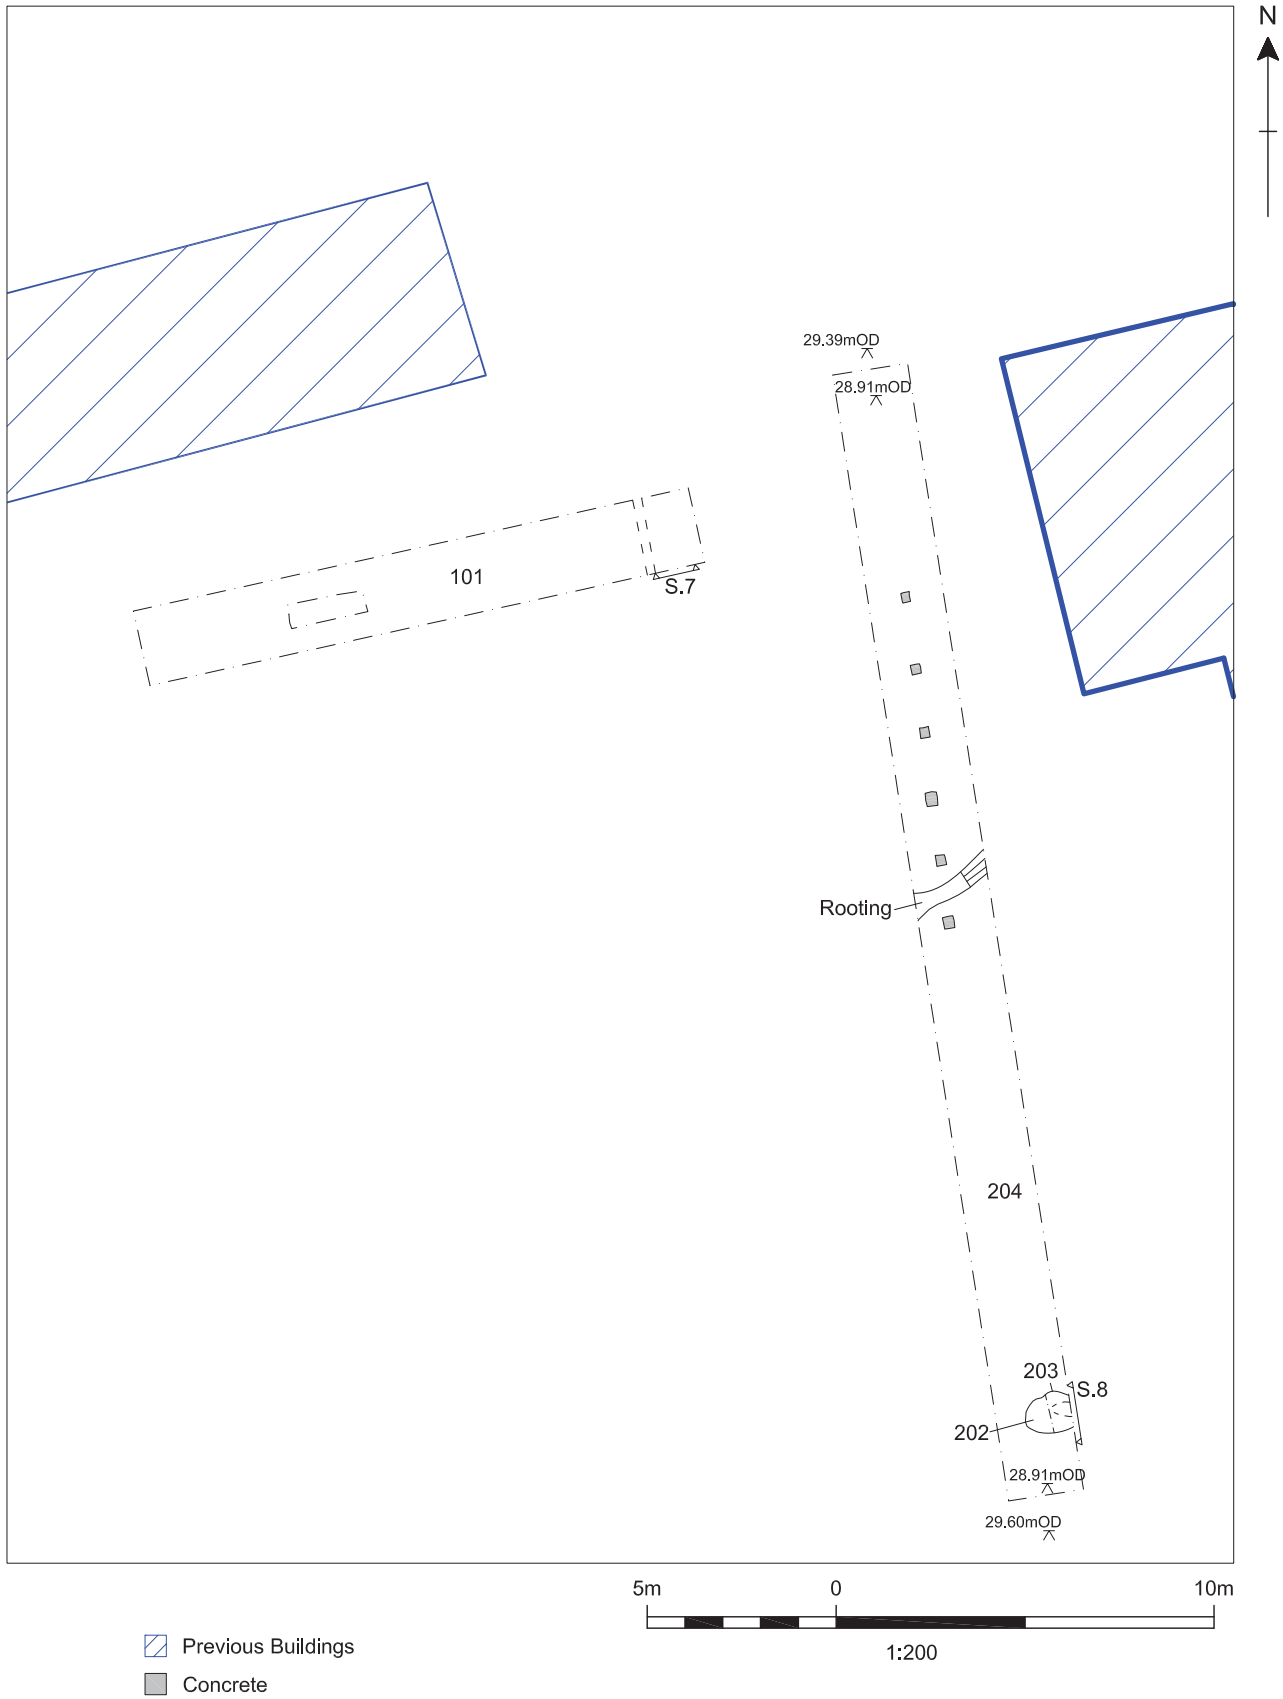 N
29.39mOD
28.91mOD
101
S.7
Rooting
204
203
S.8
202
28.91mOD
29.60mOD
5m 0 10m
1:200
Previous Buildings
Concrete